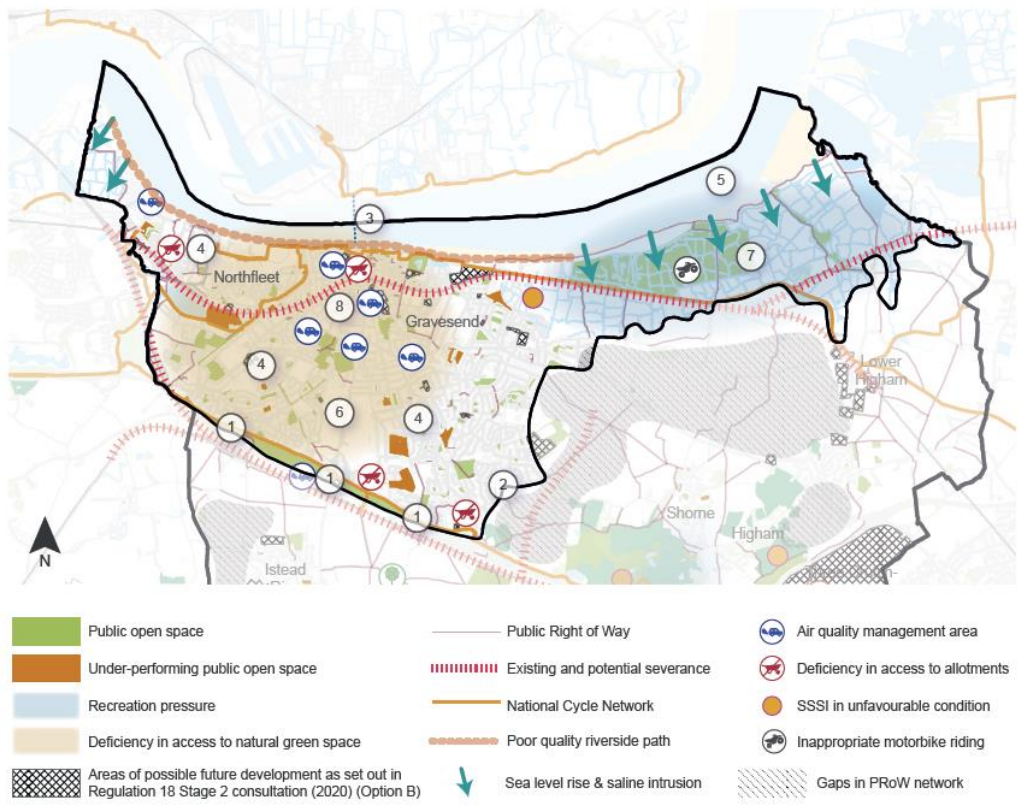 5
3
4
7
Northfleet
8
Gravesend
4
Lower
Higham
6
4
1
1
2
1
Shorne
Higham
N
Istead
Public open space
Under-performing public open space
Recreation pressure
Deficiency in access to natural green space
Areas of possible future development as set out in
Regulation 18 Stage 2 consultation (2020) (Option B)
Public Right of Way
Existing and potential severance
National Cycle Network
Poor quality riverside path
Sea level rise & saline intrusion
Air quality management area
Deficiency in access to allotments
SSSI in unfavourable condition
Inappropriate motorbike riding
Gaps in PRoW network